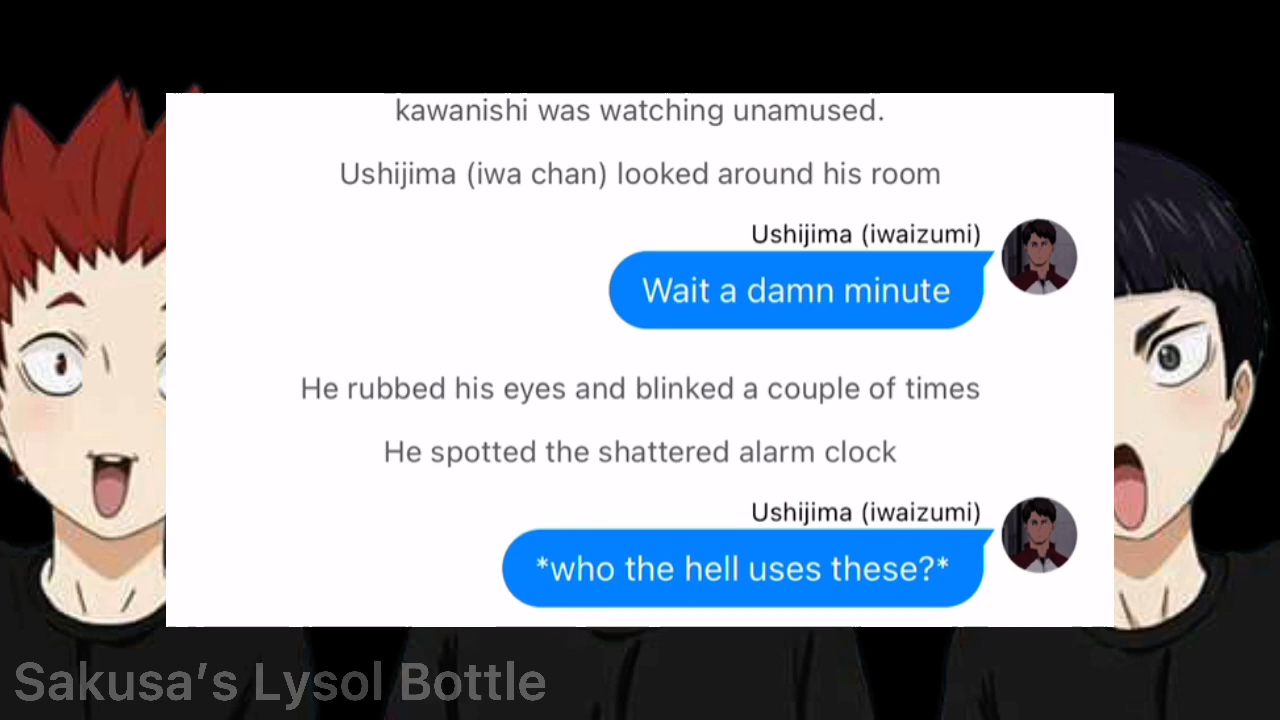 kawanishi was watching unamused.
Ushijima (iwa chan) looked around his room
Ushijima (iwaizumi)
Wait a damn minute
He rubbed his eyes and blinked a couple of times
He spotted the shattered alarm clock
Ushijima (iwaizumi)
*who the hell uses these?*
Sakusa’s Lysol Bottle